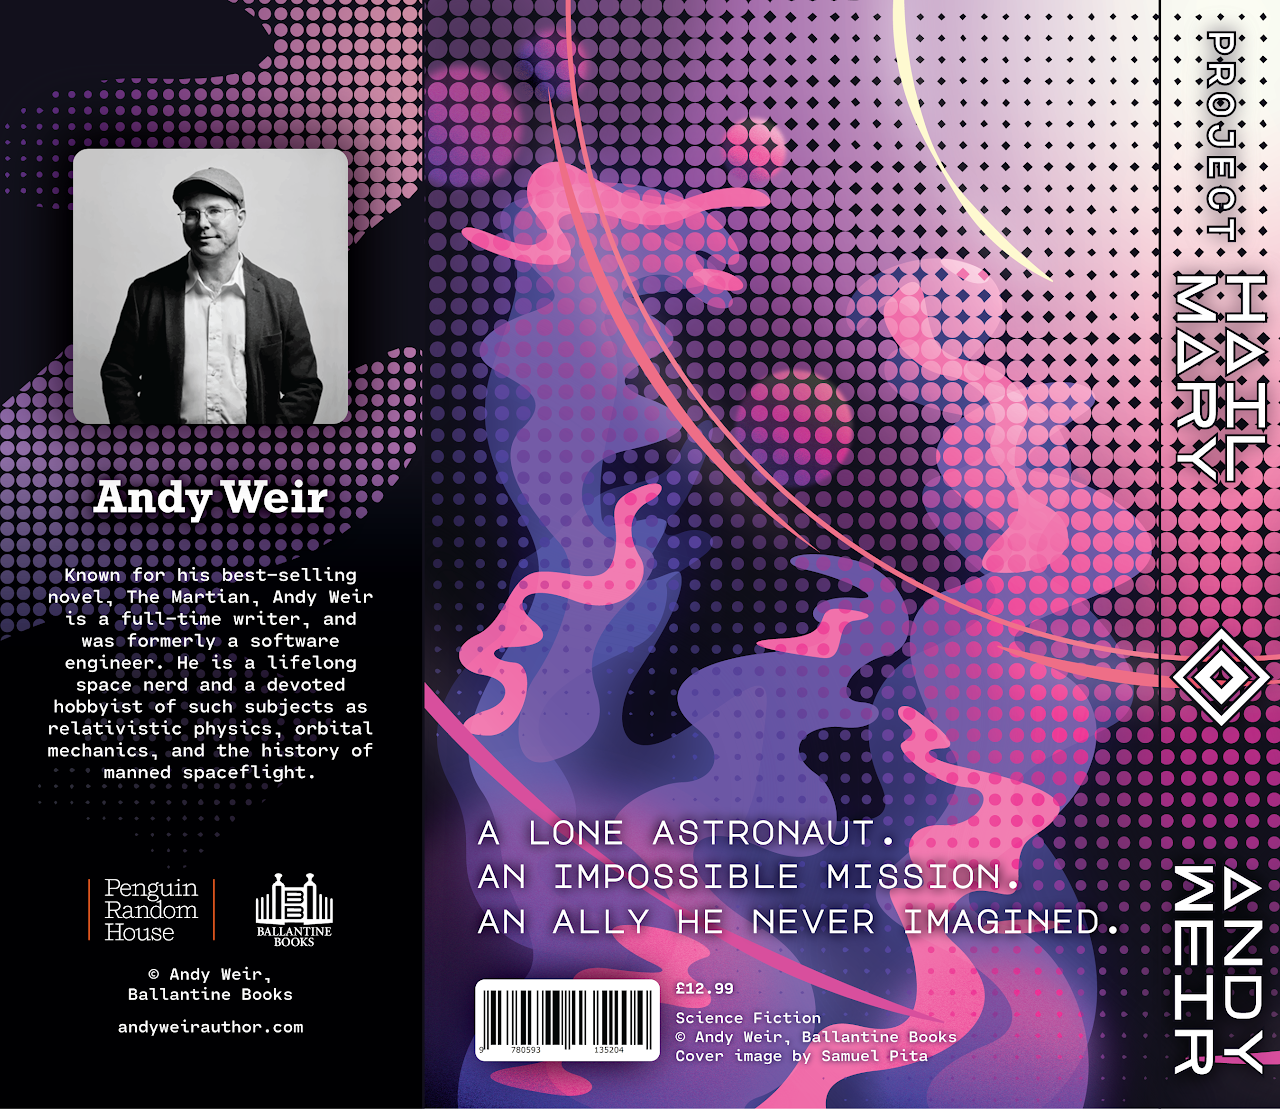 Andy Weir
Known for his best-selling
novel, The Martian, Andy Weir
is a full-time writer, and
was formerly a software
engineer. He is a lifelong
space nerd and a devoted
hobbyist of such subjects as
relativistic physics, orbital
mechanics, and the history of
manned spaceflight.
Penguin
Random
House
BALLANTINE
BOOKS
© Andy Weir,
Ballantine Books
andyweirauthor.com
A LONE ASTRONAUT.
AN IMPOSSIBLE MISSION.
AN ALLY HE NEVER IMAGINED.
9 780593 135204
£12.99
Science Fiction
© Andy Weir, Ballantine Books
Cover image by Samuel Pita
PROJECT
HAIL
MARY
ANDY
WEIR